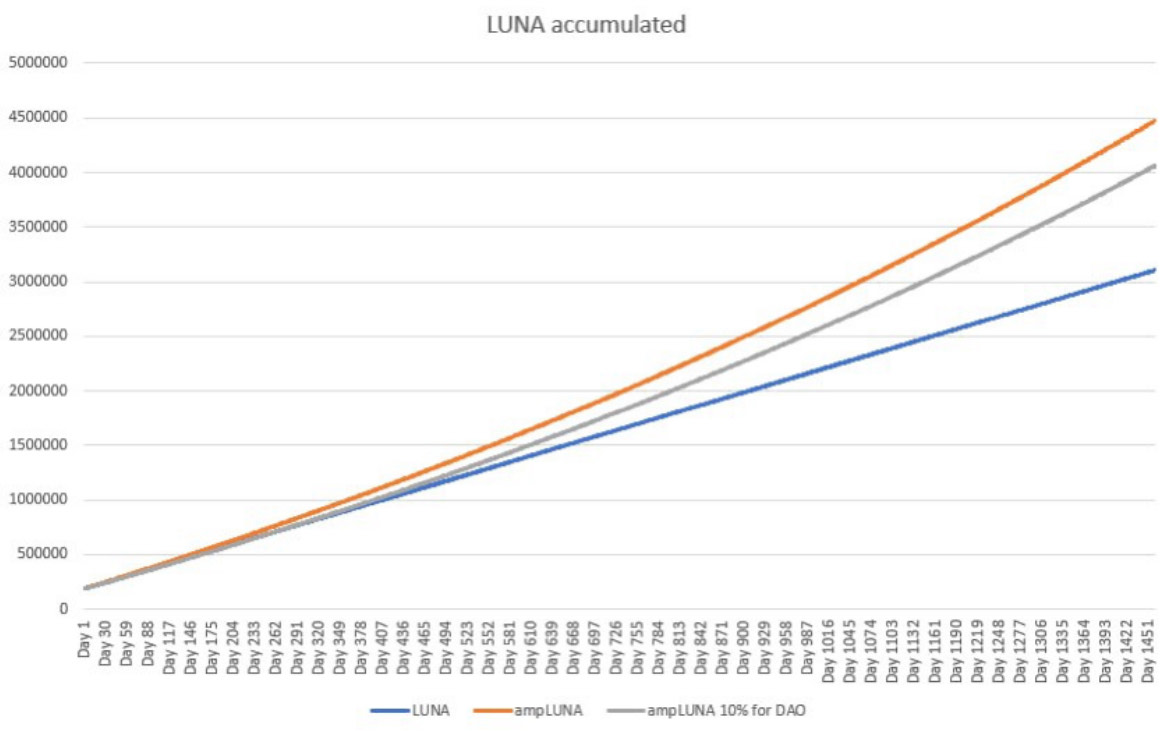 LUNA accumulated
5000000
4500000
4000000
3500000
3000000
2500000
2000000
1500000
1000000
500000
0
Day 1
Day 30
Day 59
Day 88
Day 117
Day 146
Day 175
Day 204
Day 233
Day 262
Day 291
Day 320
Day 349
Day 378
Day 407
Day 436
Day 465
Day 494
Day 523
Day 552
Day 581
Day 610
Day 639
Day 668
Day 697
Day 726
Day 755
Day 784
Day 813
Day 842
Day 871
Day 900
Day 929
Day 958
Day 987
Day 1016
Day 1045
Day 1074
Day 1103
Day 1132
Day 1161
Day 1190
Day 1219
Day 1248
Day 1277
Day 1306
Day 1335
Day 1364
Day 1393
Day 1422
Day 1451
LUNA ampLUNA ampLUNA 10% for DAO